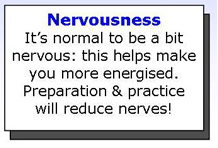 Nervousness
It's normal to be a bit
nervous: this helps make
you more energised.
Preparation & practice
will reduce nerves!